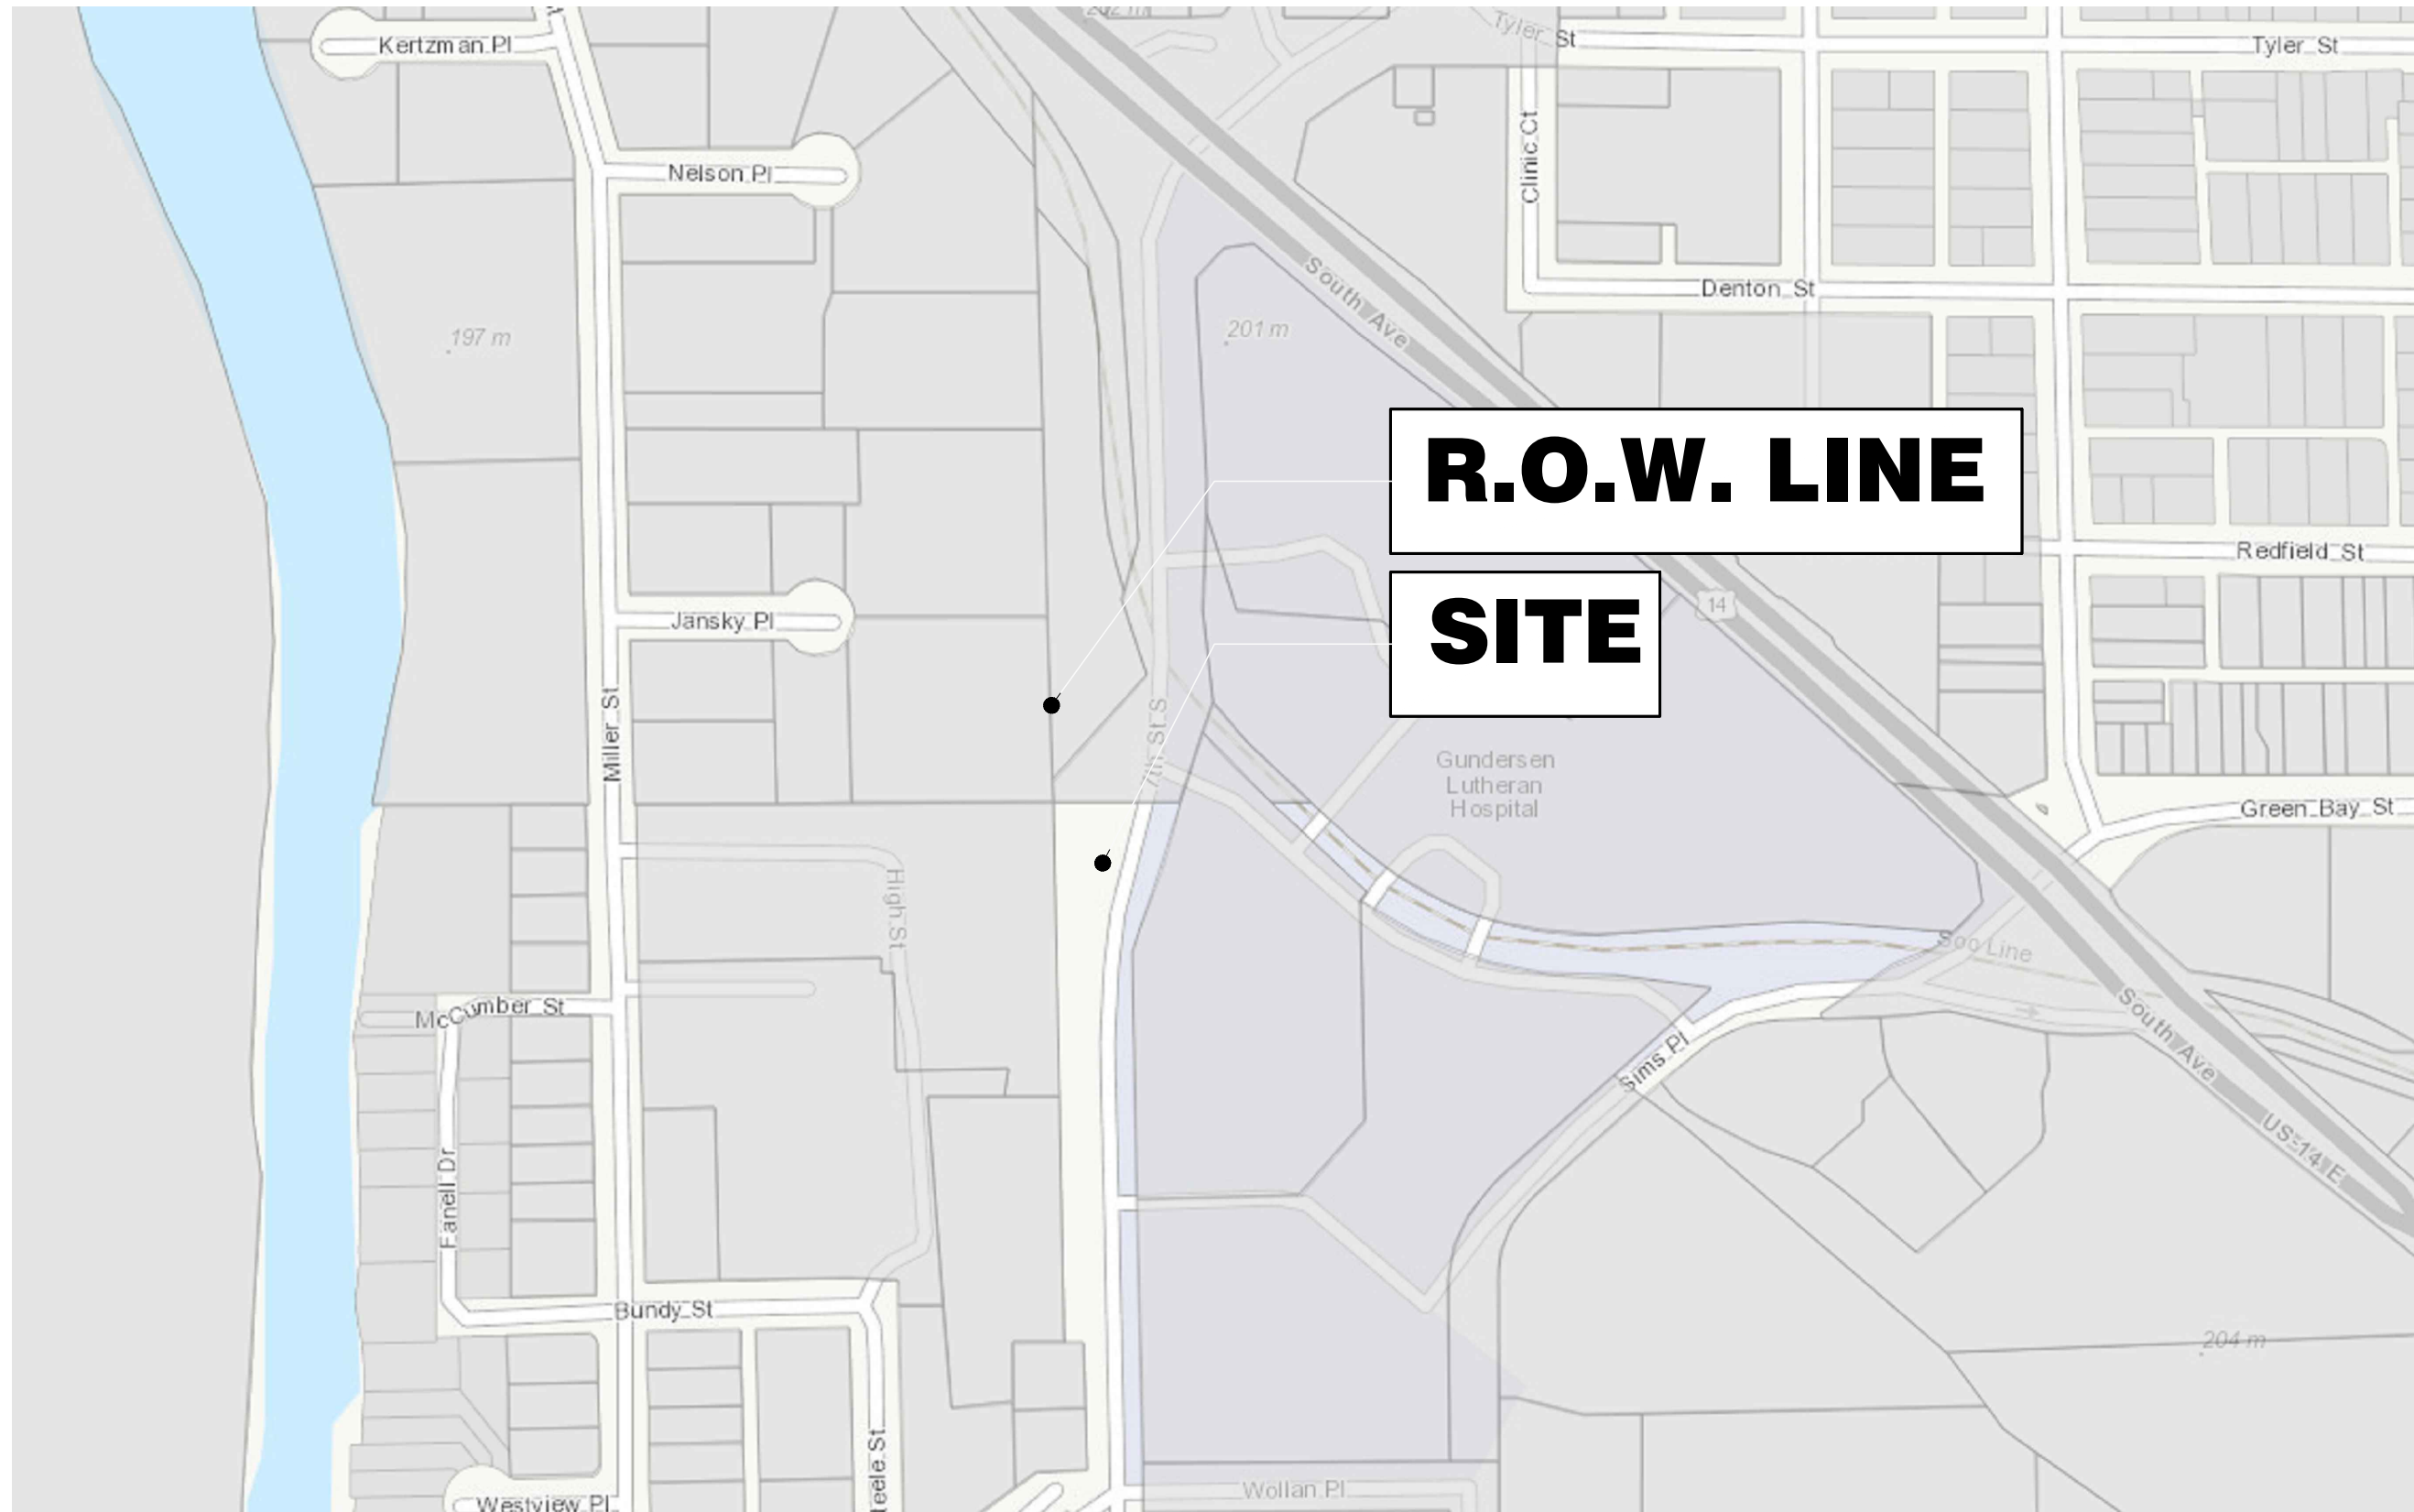 202 m
Kertzman Pl
Tyler St
Tyler St
Nelson Pl
Clinic Ct
South Ave
Denton St
197 m
201 m
R.O.W. LINE
Redfield St
SITE
14
Jansky Pl
Miller St
7th St S
Gundersen
Lutheran
Hospital
Green Bay St
High St
Soo Line
McCumber St
South Ave
Sims Pl
US-14 E
Fanell Dr
Bundy St
204 m
Wollan Pl
Westview Pl